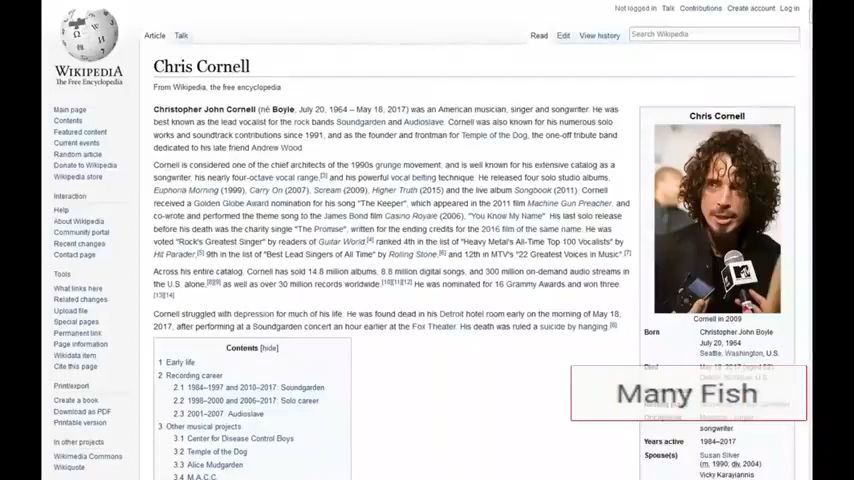 Not logged in Talk Contributions Create account Log in
Article Talk
Read Edit View history
Search Wikipedia
WIKIPEDIA
The Free Encyclopedia
Main page
Contents
Featured content
Current events
Random article
Donate to Wikipedia
Wikipedia store
Interaction
Help
About Wikipedia
Community portal
Recent changes
Contact page
Tools
What links here
Related changes
Upload file
Special pages
Permanent link
Page information
Wikidata item
Cite this page
Print/export
Create a book
Download as PDF
Printable version
In other projects
Wikimedia Commons
Wikiquote
Chris Cornell
From Wikipedia, the free encyclopedia
Christopher John Cornell (né Boyle, July 20, 1964 – May 18, 2017) was an American musician, singer and songwriter. He was
best known as the lead vocalist for the rock bands Soundgarden and Audioslave. Cornell was also known for his numerous solo
works and soundtrack contributions since 1991, and as the founder and frontman for Temple of the Dog, the one-off tribute band
dedicated to his late friend Andrew Wood.
Cornell is considered one of the chief architects of the 1990s grunge movement, and is well known for his extensive catalog as a
songwriter, his nearly four-octave vocal range,[3] and his powerful vocal belting technique. He released four solo studio albums,
Euphoria Morning (1999), Carry On (2007), Scream (2009), Higher Truth (2015) and the live album Songbook (2011). Cornell
received a Golden Globe Award nomination for his song "The Keeper", which appeared in the 2011 film Machine Gun Preacher, and
co-wrote and performed the theme song to the James Bond film Casino Royale (2006), "You Know My Name". His last solo release
before his death was the charity single "The Promise", written for the ending credits for the 2016 film of the same name. He was
voted "Rock's Greatest Singer" by readers of Guitar World,[4] ranked 4th in the list of "Heavy Metal's All-Time Top 100 Vocalists" by
Hit Parader,[5] 9th in the list of "Best Lead Singers of All Time" by Rolling Stone,[6] and 12th in MTV's "22 Greatest Voices in Music".[7]
Across his entire catalog, Cornell has sold 14.8 million albums, 8.8 million digital songs, and 300 million on-demand audio streams in
the U.S. alone,[8][9] as well as over 30 million records worldwide.[10][11][12] He was nominated for 16 Grammy Awards and won three.
[13][14]
Cornell struggled with depression for much of his life. He was found dead in his Detroit hotel room early on the morning of May 18,
2017, after performing at a Soundgarden concert an hour earlier at the Fox Theater. His death was ruled a suicide by hanging.[6]
Contents [hide]
1 Early life
2 Recording career
2.1 1984–1997 and 2010–2017: Soundgarden
2.2 1998–2000 and 2006–2017: Solo career
2.3 2001–2007: Audioslave
3 Other musical projects
3.1 Center for Disease Control Boys
3.2 Temple of the Dog
3.3 Alice Mudgarden
3.4 M.A.C.C.
Chris Cornell
Cornell in 2009
Born Christopher John Boyle
July 20, 1964
Seattle, Washington, U.S.
Died May 18, 2017
Many Fish
songwriter
Years active 1984–2017
Spouse(s) Susan Silver
(m. 1990; div. 2004)
Vicky Karayiannis